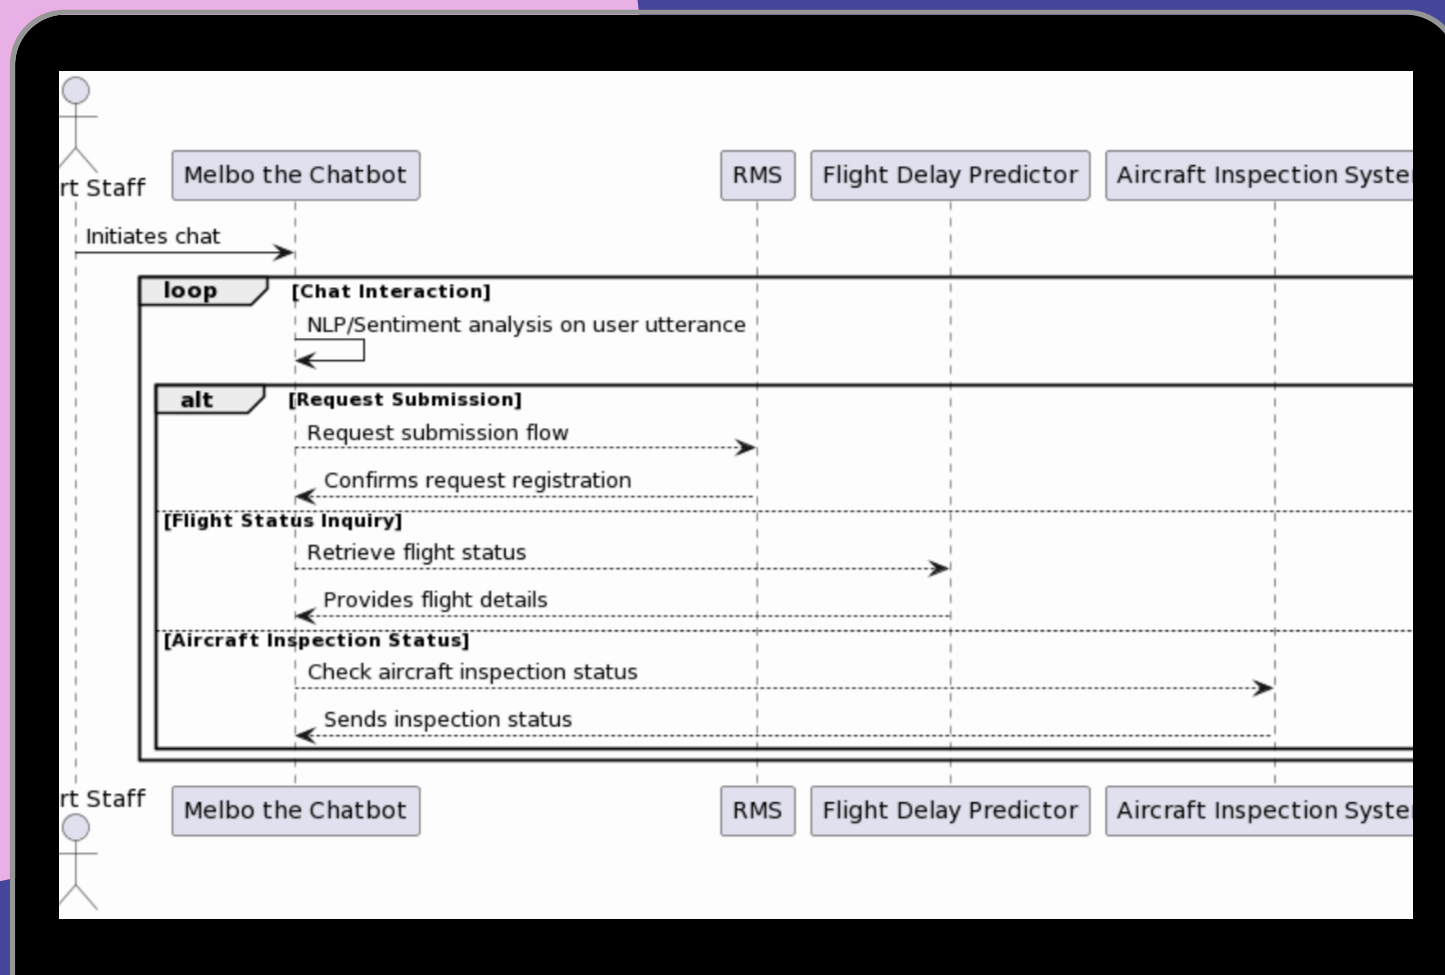 rt Staff
Melbo the Chatbot
RMS
Flight Delay Predictor
Aircraft Inspection Syste
Initiates chat
loop
[Chat Interaction]
NLP/Sentiment analysis on user utterance
alt
[Request Submission]
Request submission flow
Confirms request registration
[Flight Status Inquiry]
Retrieve flight status
Provides flight details
[Aircraft Inspection Status]
Check aircraft inspection status
Sends inspection status
rt Staff
Melbo the Chatbot
RMS
Flight Delay Predictor
Aircraft Inspection Syste